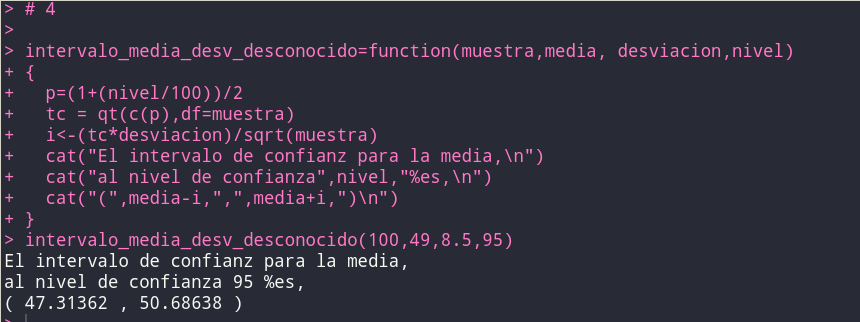 > # 4
>
> intervalo_media_desv_desconocido=function(muestra,media, desviacion,nivel)
+ {
+   p=(1+(nivel/100))/2
+   tc = qt(c(p),df=muestra)
+   i<-(tc*desviacion)/sqrt(muestra)
+   cat("El intervalo de confianz para la media,\n")
+   cat("al nivel de confianza",nivel,"%es,\n")
+   cat("(",media-i,",",media+i,")\n")
+ }
> intervalo_media_desv_desconocido(100,49,8.5,95)
El intervalo de confianz para la media,
al nivel de confianza 95 %es,
( 47.31362 , 50.68638 )
>